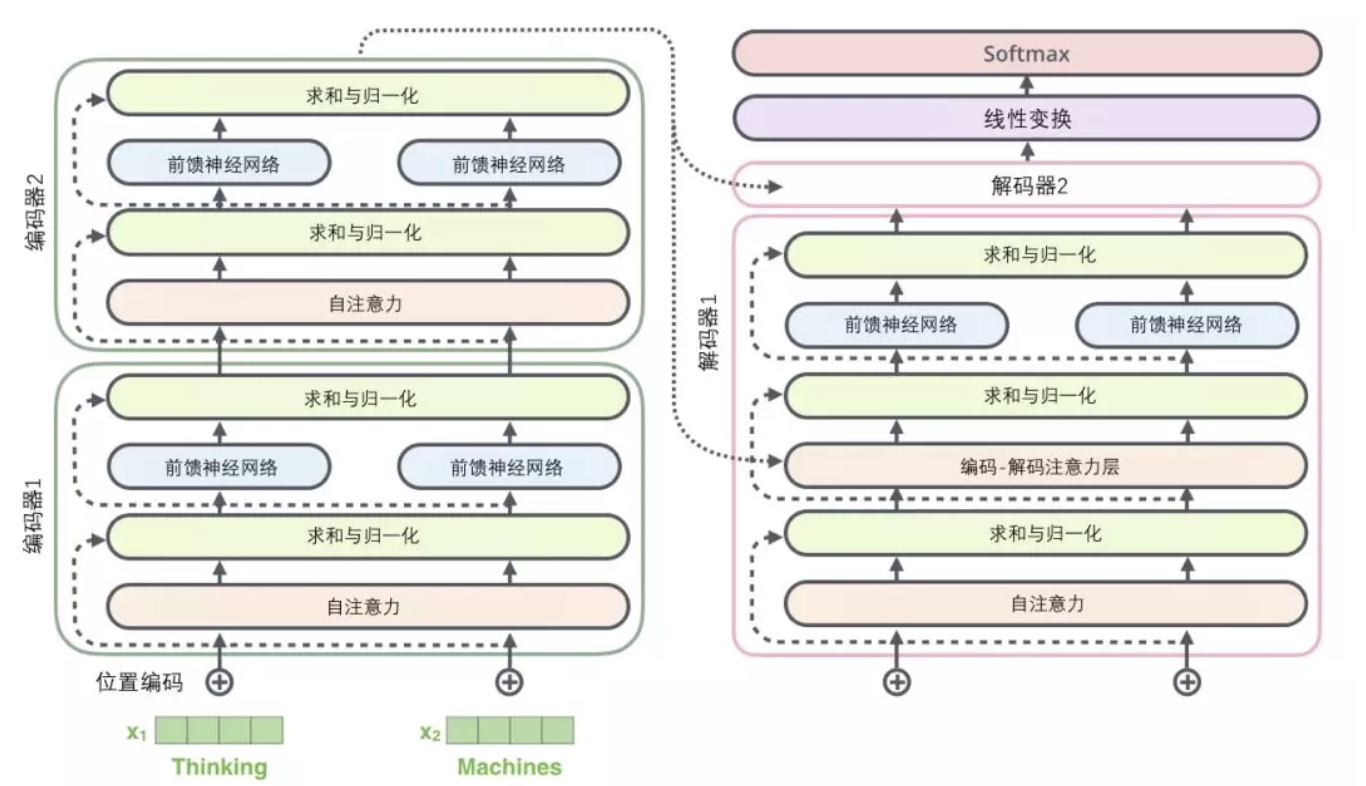 编码器2
求和与归一化
前馈神经网络 前馈神经网络
求和与归一化
自注意力
编码器1
求和与归一化
前馈神经网络 前馈神经网络
求和与归一化
自注意力
位置编码
x₁ x₂
Thinking Machines
Softmax
线性变换
解码器2
解码器1
求和与归一化
前馈神经网络 前馈神经网络
求和与归一化
编码-解码注意力层
求和与归一化
自注意力